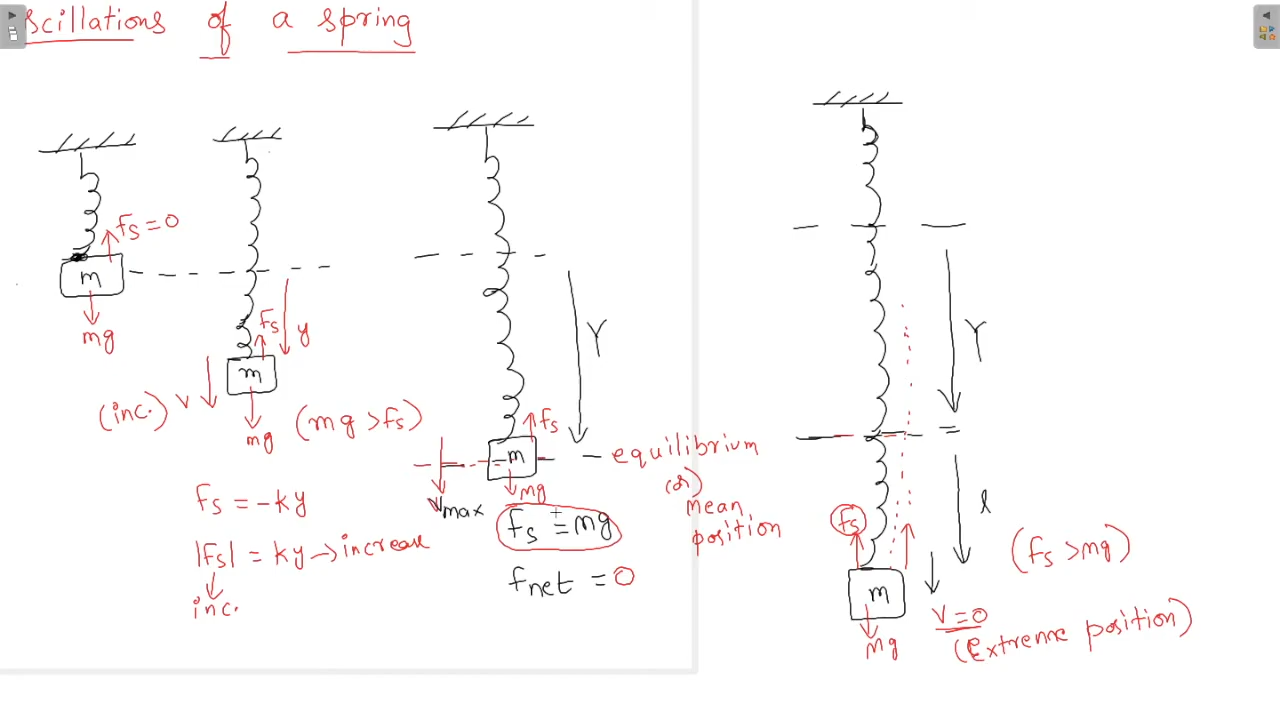 scillations of a spring
fs = 0
m
mg
fs
y
m
mg
(inc.) v
(mg > fs)
fs = -ky
|fs| = ky → increase
inc.
Y
fs
m
mg
Vmax
equilibrium
(or)
mean
position
fs = mg
fnet = 0
Y
l
fs
m
mg
(fs > mg)
V = 0
(Extreme position)